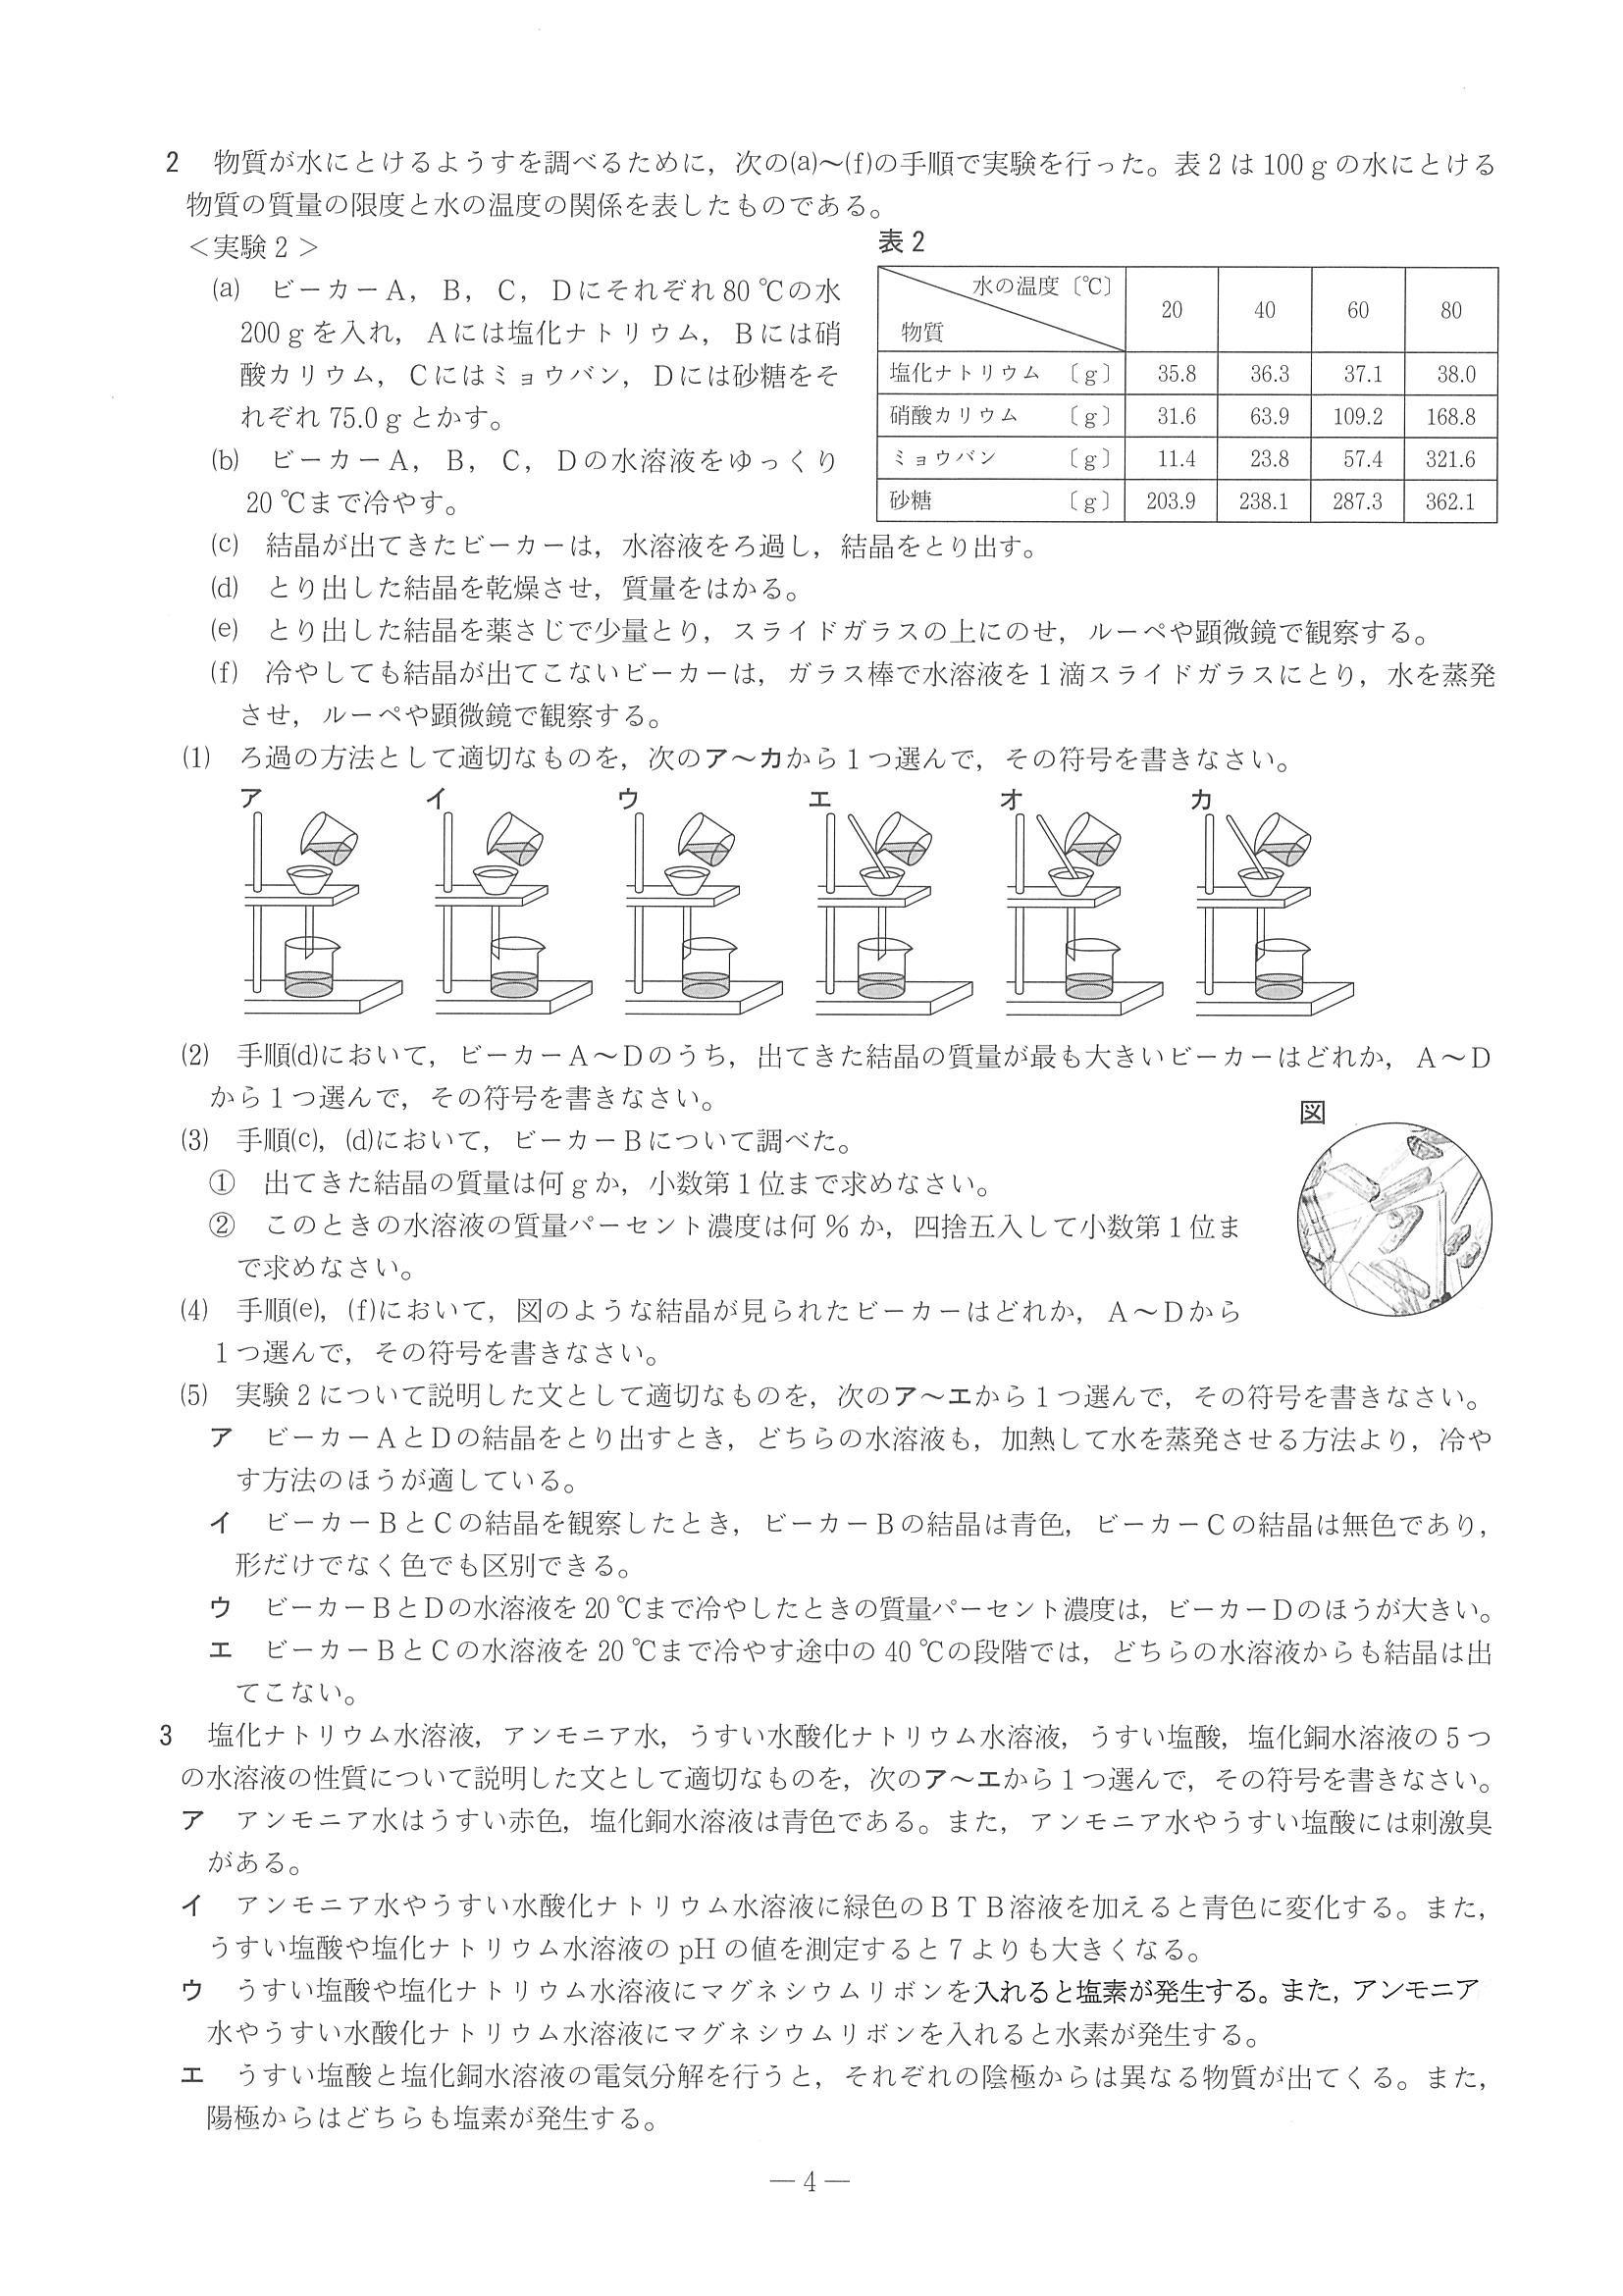 2　物質が水にとけるようすを調べるために，次の(a)～(f)の手順で実験を行った。表2は100gの水にとける
物質の質量の限度と水の温度の関係を表したものである。
＜実験2＞
(a)　ビーカーA，B，C，Dにそれぞれ80℃の水
200gを入れ，Aには塩化ナトリウム，Bには硝
酸カリウム，Cにはミョウバン，Dには砂糖をそ
れぞれ75.0gとかす。
(b)　ビーカーA，B，C，Dの水溶液をゆっくり
20℃まで冷やす。
表2
水の温度〔℃〕 20 40 60 80
物質
塩化ナトリウム〔g〕 35.8 36.3 37.1 38.0
硝酸カリウム〔g〕 31.6 63.9 109.2 168.8
ミョウバン〔g〕 11.4 23.8 57.4 321.6
砂糖〔g〕 203.9 238.1 287.3 362.1
(c)　結晶が出てきたビーカーは，水溶液をろ過し，結晶をとり出す。
(d)　とり出した結晶を乾燥させ，質量をはかる。
(e)　とり出した結晶を薬さじで少量とり，スライドガラスの上にのせ，ルーペや顕微鏡で観察する。
(f)　冷やしても結晶が出てこないビーカーは，ガラス棒で水溶液を1滴スライドガラスにとり，水を蒸発
させ，ルーペや顕微鏡で観察する。
(1)　ろ過の方法として適切なものを，次のア～カから1つ選んで，その符号を書きなさい。
ア イ ウ エ オ カ
(2)　手順(d)において，ビーカーA～Dのうち，出てきた結晶の質量が最も大きいビーカーはどれか，A～D
から1つ選んで，その符号を書きなさい。
(3)　手順(c)，(d)において，ビーカーBについて調べた。
①　出てきた結晶の質量は何gか，小数第1位まで求めなさい。
②　このときの水溶液の質量パーセント濃度は何％か，四捨五入して小数第1位ま
で求めなさい。
図
(4)　手順(e)，(f)において，図のような結晶が見られたビーカーはどれか，A～Dから
1つ選んで，その符号を書きなさい。
(5)　実験2について説明した文として適切なものを，次のア～エから1つ選んで，その符号を書きなさい。
ア　ビーカーAとDの結晶をとり出すとき，どちらの水溶液も，加熱して水を蒸発させる方法より，冷や
す方法のほうが適している。
イ　ビーカーBとCの結晶を観察したとき，ビーカーBの結晶は青色，ビーカーCの結晶は無色であり，
形だけでなく色でも区別できる。
ウ　ビーカーBとDの水溶液を20℃まで冷やしたときの質量パーセント濃度は，ビーカーDのほうが大きい。
エ　ビーカーBとCの水溶液を20℃まで冷やす途中の40℃の段階では，どちらの水溶液からも結晶は出
てこない。
3　塩化ナトリウム水溶液，アンモニア水，うすい水酸化ナトリウム水溶液，うすい塩酸，塩化銅水溶液の5つ
の水溶液の性質について説明した文として適切なものを，次のア～エから1つ選んで，その符号を書きなさい。
ア　アンモニア水はうすい赤色，塩化銅水溶液は青色である。また，アンモニア水やうすい塩酸には刺激臭
がある。
イ　アンモニア水やうすい水酸化ナトリウム水溶液に緑色のBTB溶液を加えると青色に変化する。また，
うすい塩酸や塩化ナトリウム水溶液のpHの値を測定すると7よりも大きくなる。
ウ　うすい塩酸や塩化ナトリウム水溶液にマグネシウムリボンを入れると塩素が発生する。また，アンモニア
水やうすい水酸化ナトリウム水溶液にマグネシウムリボンを入れると水素が発生する。
エ　うすい塩酸と塩化銅水溶液の電気分解を行うと，それぞれの陰極からは異なる物質が出てくる。また，
陽極からはどちらも塩素が発生する。
— 4 —